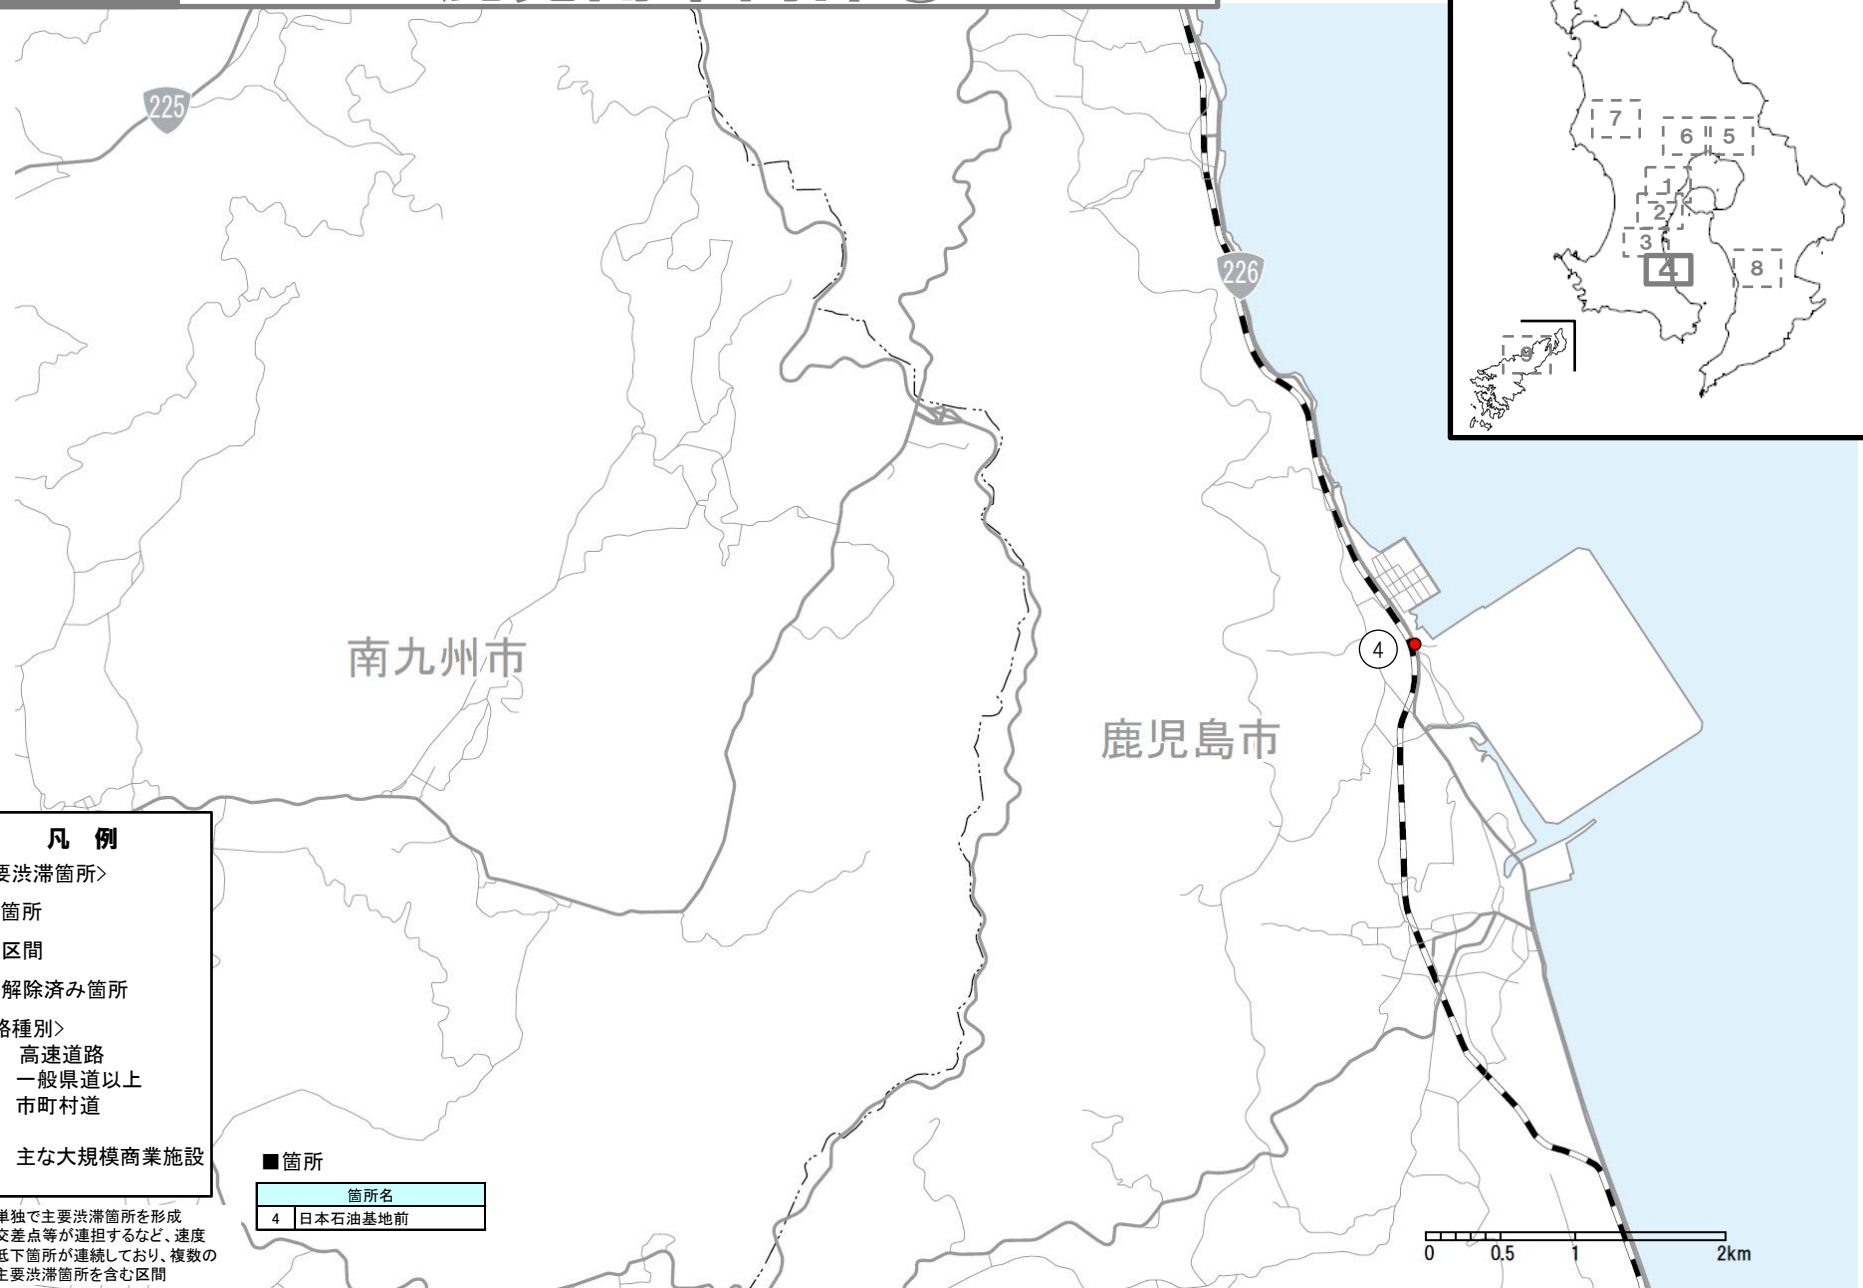 225
226
7
6
5
1
2
3
4
8
9
南九州市
4
鹿児島市
凡 例
渋滞箇所>
箇所
区間
解除済み箇所
種別>
高速道路
一般県道以上
市町村道
主な大規模商業施設
■箇所
箇所名
4 日本石油基地前
単独で主要渋滞箇所を形成
交差点等が連担するなど、速度
低下箇所が連続しており、複数の
主要渋滞箇所を含む区間
0 0.5 1 2km